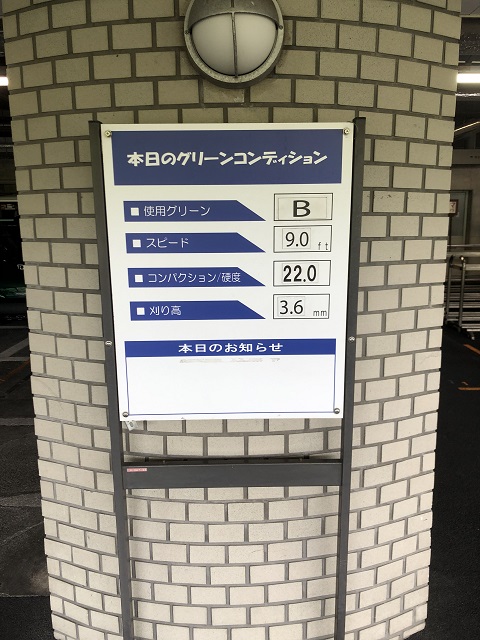 本日のグリーンコンディション
■ 使用グリーン B
■ スピード 9.0 ft
■ コンパクション/硬度 22.0
■ 刈り高 3.6 mm
本日のお知らせ